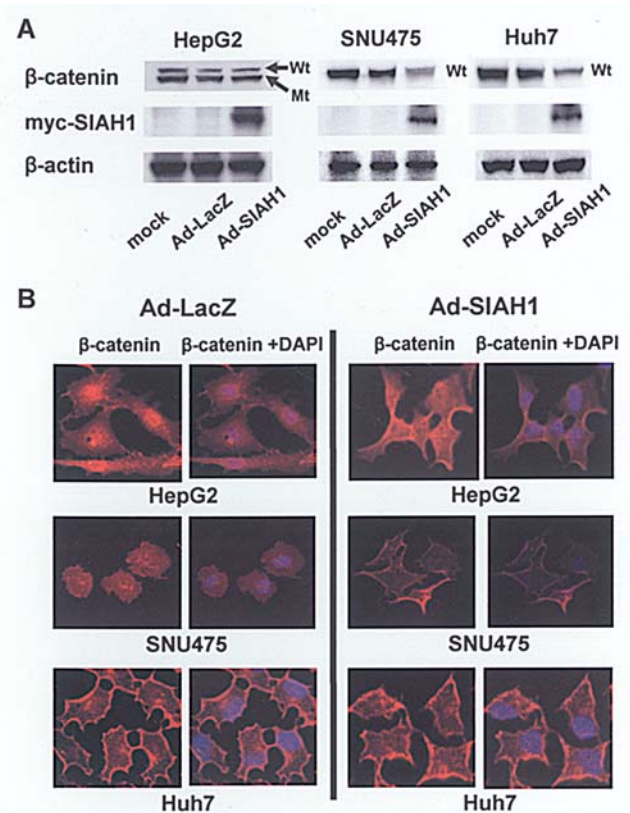 A
HepG2 SNU475 Huh7
β-catenin Wt Mt Wt Wt
myc-SIAH1
β-actin
mock Ad-LacZ Ad-SIAH1 mock Ad-LacZ Ad-SIAH1 mock Ad-LacZ Ad-SIAH1
B
Ad-LacZ Ad-SIAH1
β-catenin β-catenin +DAPI β-catenin β-catenin +DAPI
HepG2 HepG2
SNU475 SNU475
Huh7 Huh7